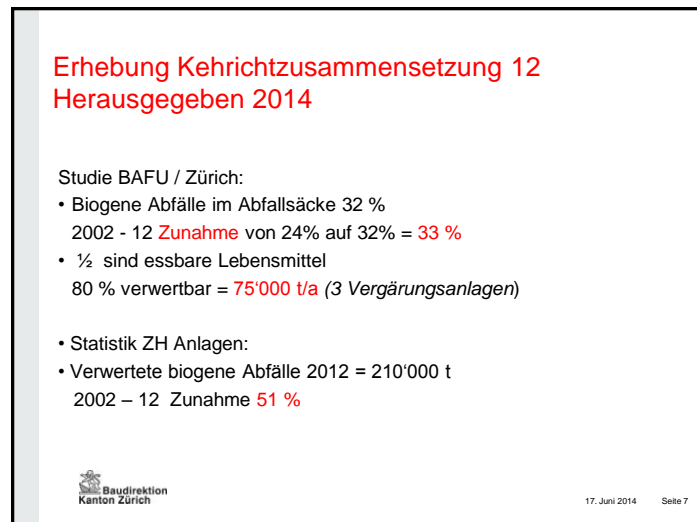 Erhebung Kehrichtzusammensetzung 12
Herausgegeben 2014
Studie BAFU / Zürich:
• Biogene Abfälle im Abfallsäcke 32 %
2002 - 12 Zunahme von 24% auf 32% = 33 %
• ½ sind essbare Lebensmittel
80 % verwertbar = 75‘000 t/a (3 Vergärungsanlagen)
• Statistik ZH Anlagen:
• Verwertete biogene Abfälle 2012 = 210‘000 t
2002 – 12 Zunahme 51 %
Baudirektion
Kanton Zürich
17. Juni 2014 Seite 7